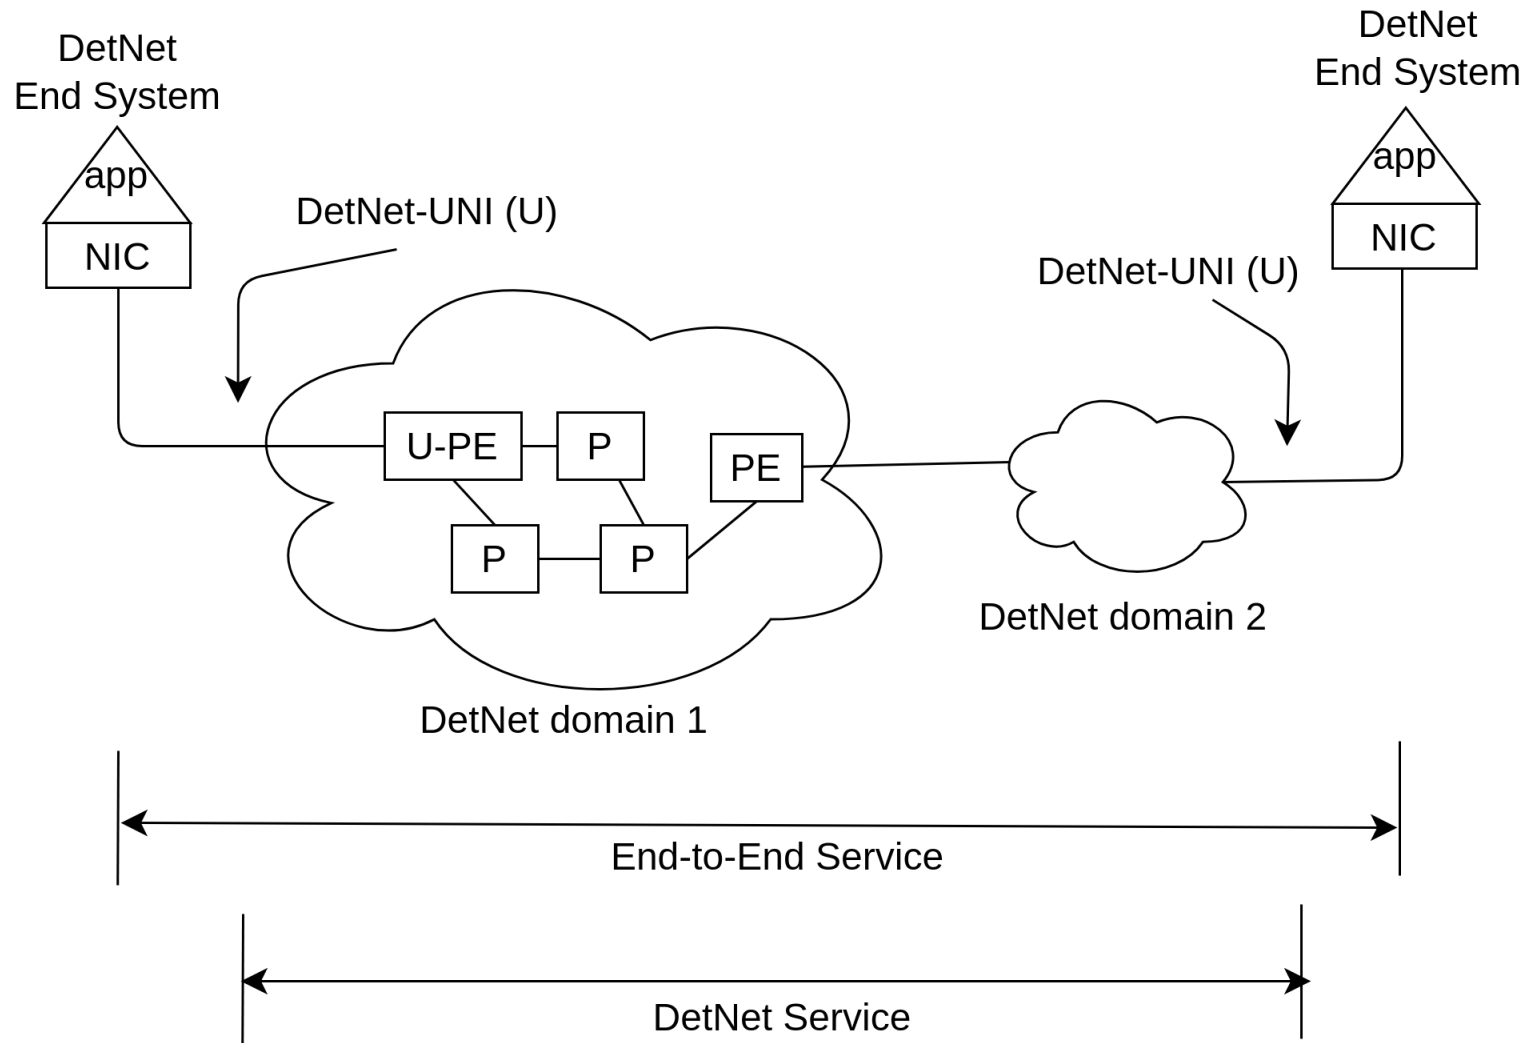 DetNet
End System
DetNet
End System
app
app
NIC
NIC
DetNet-UNI (U)
DetNet-UNI (U)
U-PE
P
PE
P
P
DetNet domain 2
DetNet domain 1
End-to-End Service
DetNet Service